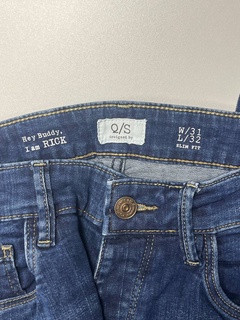 Hey Buddy,
I am RICK
Q/S
designed by
W/31
L/32
SLIM FIT